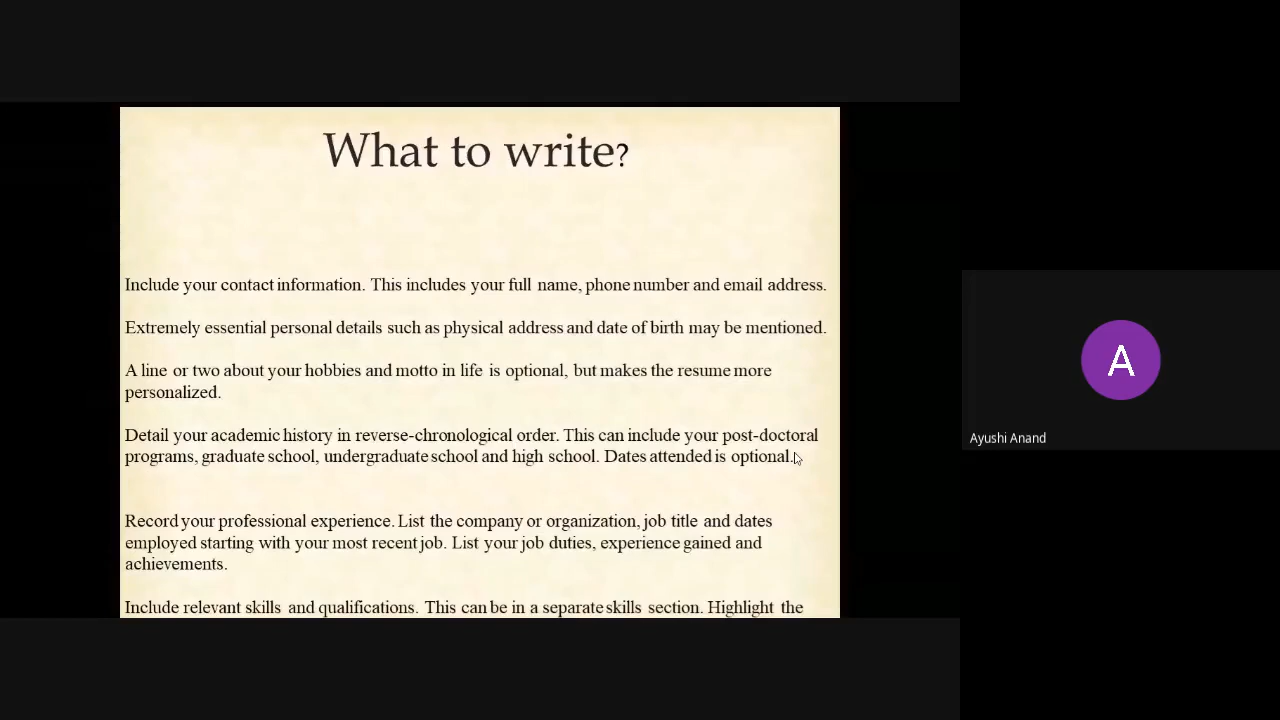 What to write?
Include your contact information. This includes your full name, phone number and email address.
Extremely essential personal details such as physical address and date of birth may be mentioned.
A line or two about your hobbies and motto in life is optional, but makes the resume more
personalized.
Detail your academic history in reverse-chronological order. This can include your post-doctoral
programs, graduate school, undergraduate school and high school. Dates attended is optional.
Record your professional experience. List the company or organization, job title and dates
employed starting with your most recent job. List your job duties, experience gained and
achievements.
Include relevant skills and qualifications. This can be in a separate skills section. Highlight the
A
Ayushi Anand